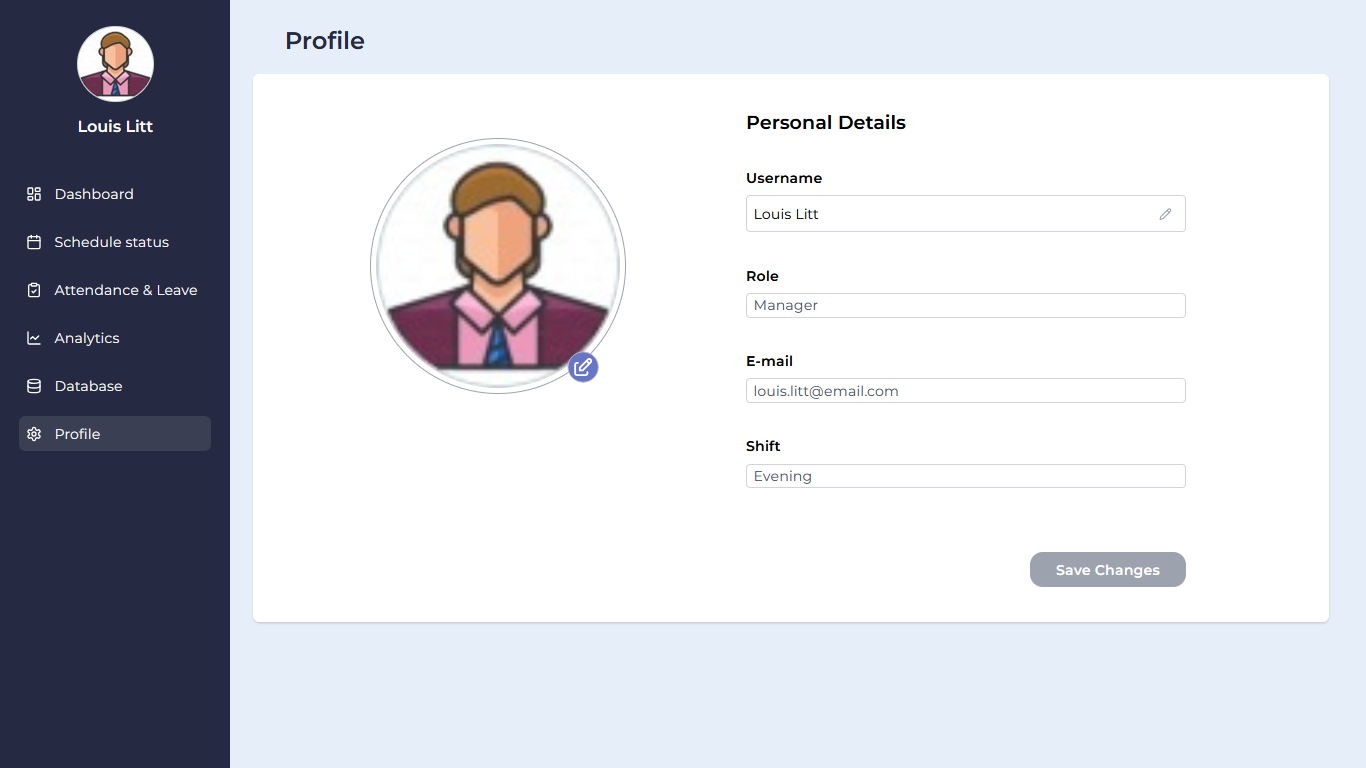 Louis Litt
Dashboard
Schedule status
Attendance & Leave
Analytics
Database
Profile
Profile
Personal Details
Username
Louis Litt
Role
Manager
E-mail
louis.litt@email.com
Shift
Evening
Save Changes